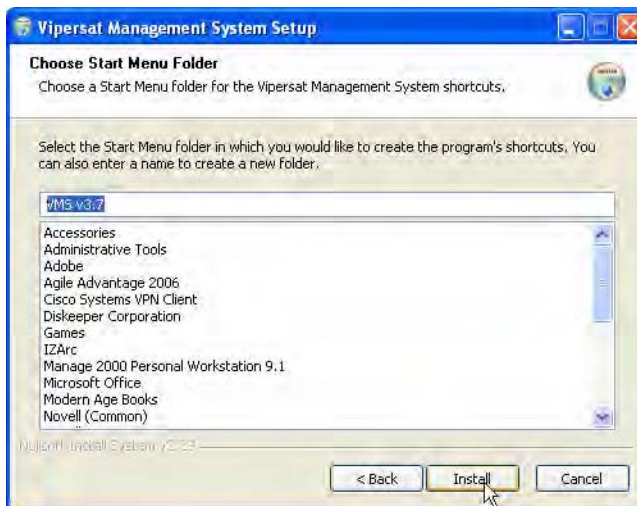 Vipersat Management System Setup
Choose Start Menu Folder
Choose a Start Menu folder for the Vipersat Management System shortcuts.
Select the Start Menu folder in which you would like to create the program's shortcuts. You
can also enter a name to create a new folder.
VMS v3.7
Accessories
Administrative Tools
Adobe
Agile Advantage 2006
Cisco Systems VPN Client
Diskeeper Corporation
Games
IZArc
Manage 2000 Personal Workstation 9.1
Microsoft Office
Modern Age Books
Novell (Common)
Nullsoft Install System
< Back
Install
Cancel